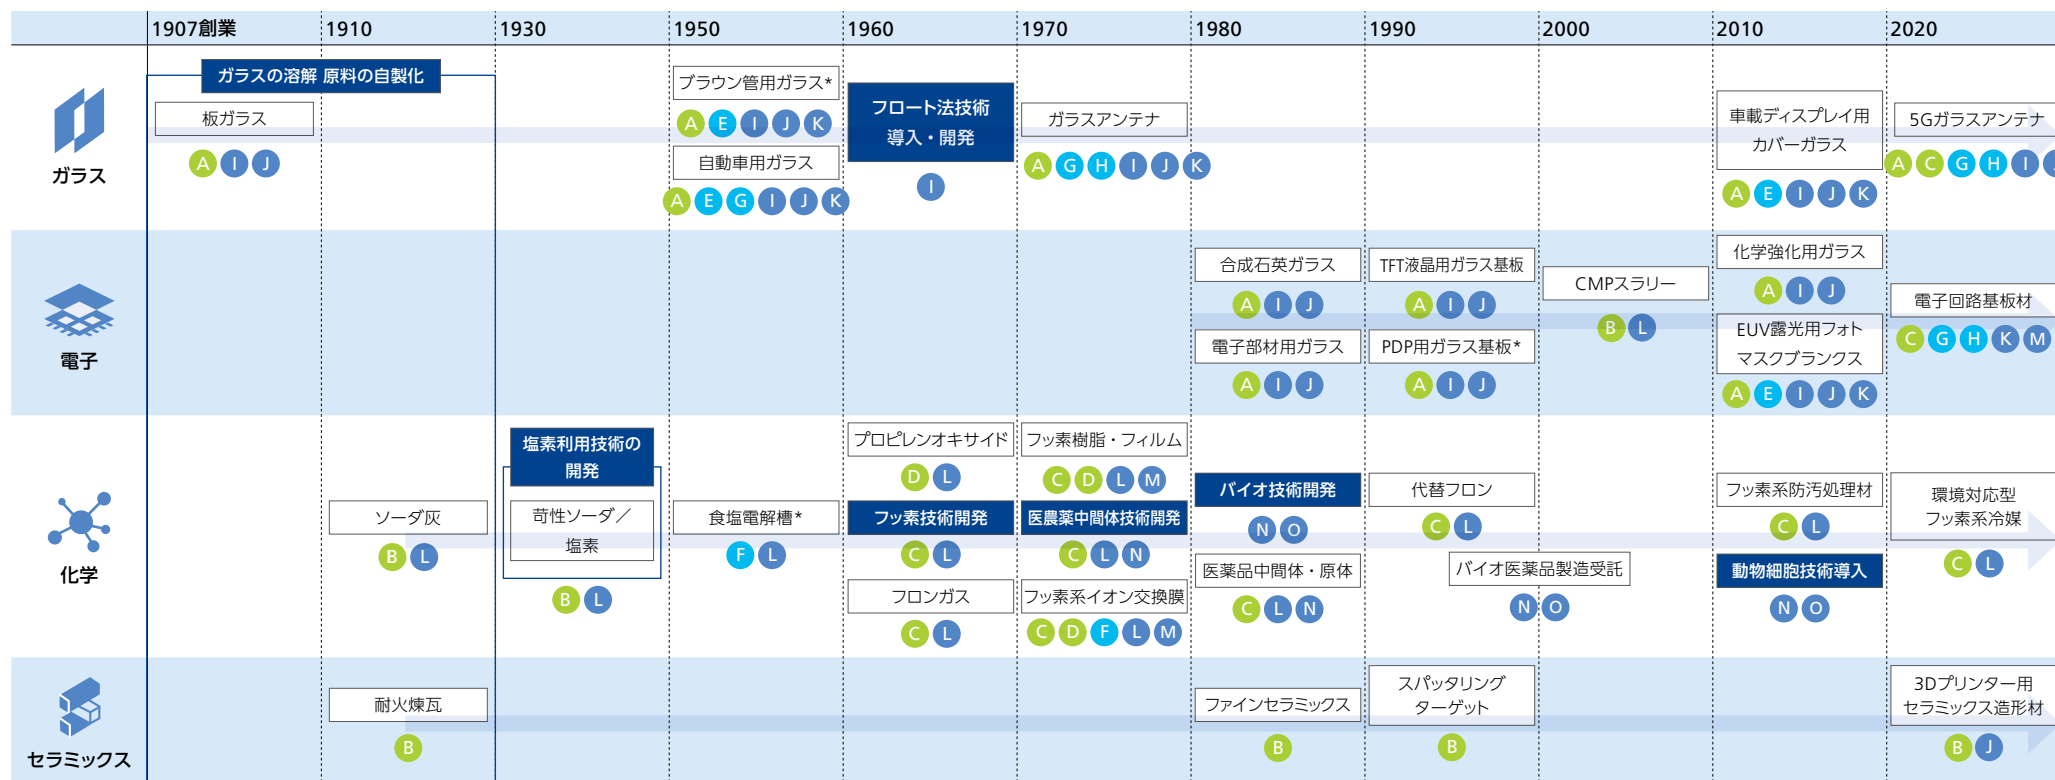 1907創業 1910 1930 1950 1960 1970 1980 1990 2000 2010 2020
ガラス
ガラスの溶解 原料の自製化
板ガラス
A I J
ブラウン管用ガラス*
A E I J K
自動車用ガラス
A E G I J K
フロート法技術
導入・開発
I
ガラスアンテナ
A G H I J K
車載ディスプレイ用
カバーガラス
A E I J K
5Gガラスアンテナ
A C G H I
電子
合成石英ガラス
A I J
電子部材用ガラス
A I J
TFT液晶用ガラス基板
A I J
PDP用ガラス基板*
A I J
CMPスラリー
B L
化学強化用ガラス
A I J
EUV露光用フォト
マスクブランクス
A E I J K
電子回路基板材
C G H K M
化学
ソーダ灰
B L
塩素利用技術の
開発
苛性ソーダ／
塩素
B L
食塩電解槽*
F L
プロピレンオキサイド
D L
フッ素技術開発
C L
フロンガス
C L
フッ素樹脂・フィルム
C D L M
医農薬中間体技術開発
C L N
フッ素系イオン交換膜
C D F L M
バイオ技術開発
N O
医薬品中間体・原体
C L N
代替フロン
C L
バイオ医薬品製造受託
N O
フッ素系防汚処理材
C L
動物細胞技術導入
N O
環境対応型
フッ素系冷媒
C L
セラミックス
耐火煉瓦
B
ファインセラミックス
B
スパッタリング
ターゲット
B
3Dプリンター用
セラミックス造形材
B J